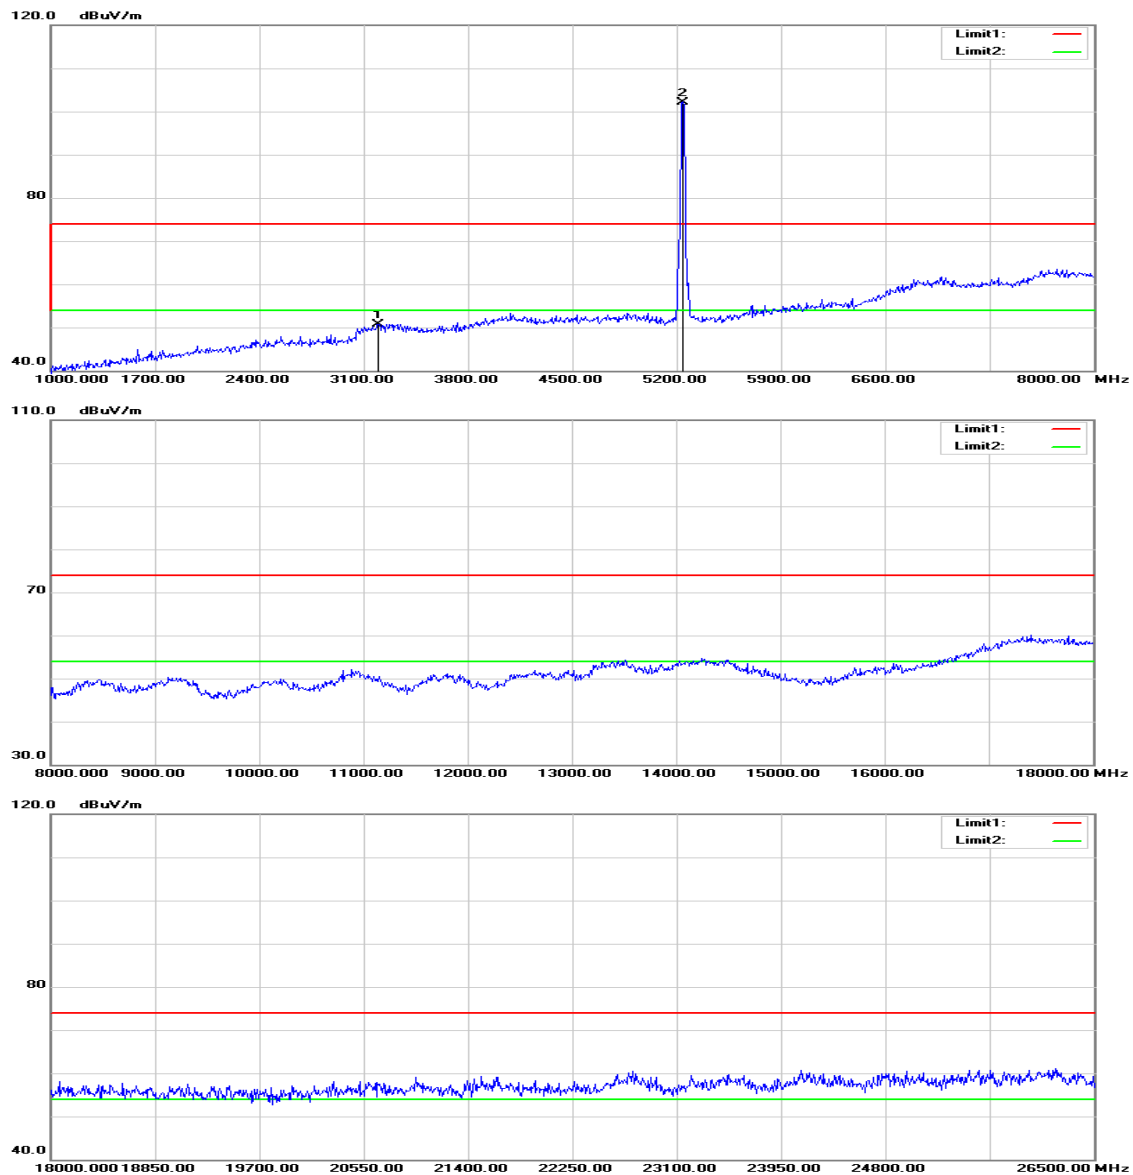 120.0 dBuV/m
Limit1:
Limit2:
2
80
1
40.0
1000.000 1700.00 2400.00 3100.00 3800.00 4500.00 5200.00 5900.00 6600.00 8000.00 MHz
110.0 dBuV/m
Limit1:
Limit2:
70
30.0
8000.000 9000.00 10000.00 11000.00 12000.00 13000.00 14000.00 15000.00 16000.00 18000.00 MHz
120.0 dBuV/m
Limit1:
Limit2:
80
40.0
18000.000 18850.00 19700.00 20550.00 21400.00 22250.00 23100.00 23950.00 24800.00 26500.00 MHz